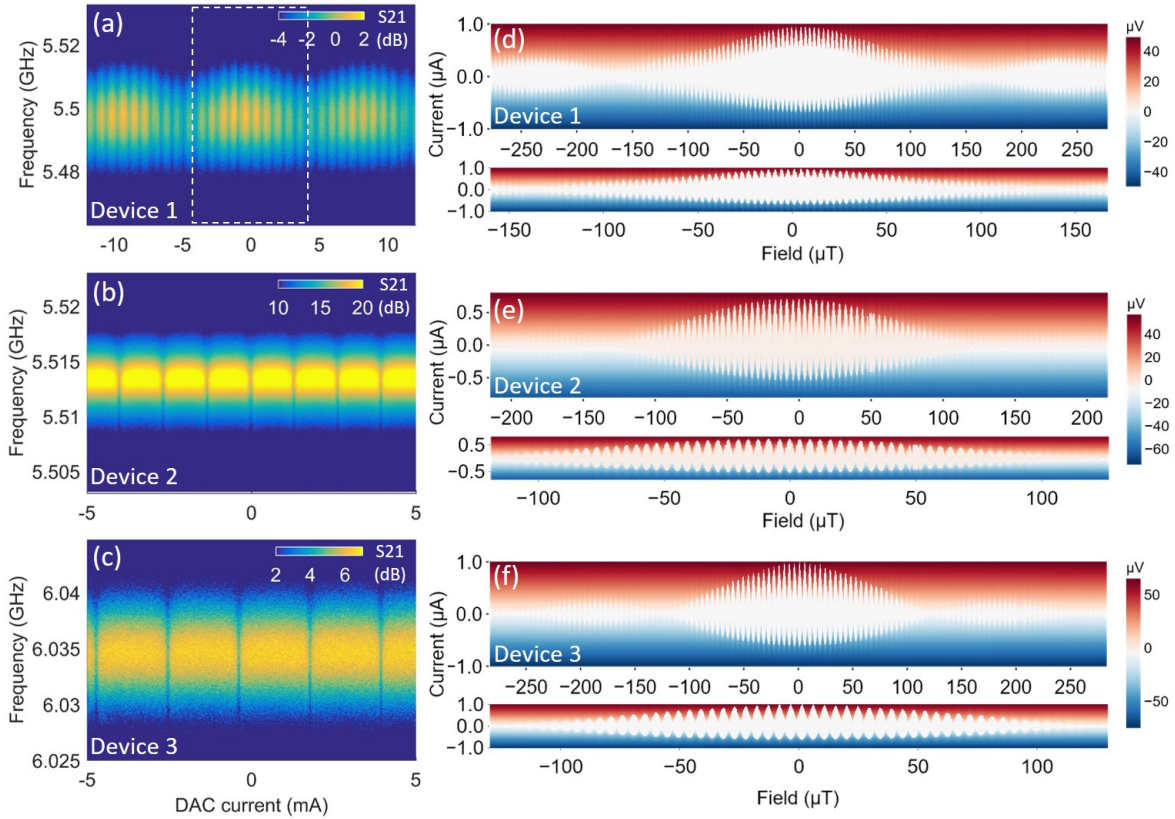 (a)
S21
-4 -2 0 2 (dB)
5.52
5.5
5.48
Frequency (GHz)
Device 1
-10 -5 0 5 10
(b)
S21
10 15 20 (dB)
5.52
5.515
5.51
5.505
Frequency (GHz)
Device 2
-5 0 5
(c)
S21
2 4 6 (dB)
6.04
6.035
6.03
6.025
Frequency (GHz)
Device 3
-5 0 5
DAC current (mA)
(d)
1.0
0.0
−1.0
Current (µA)
Device 1
−250 −200 −150 −100 −50 0 50 100 150 200 250
1.0
0.0
−1.0
−150 −100 −50 0 50 100 150
Field (µT)
µV
40
20
0
−20
−40
(e)
0.5
0.0
−0.5
Current (µA)
Device 2
−200 −150 −100 −50 0 50 100 150 200
0.5
−0.5
−100 −50 0 50 100
Field (µT)
µV
40
20
0
−20
−40
−60
(f)
1.0
0.0
−1.0
Current (µA)
Device 3
−250 −200 −150 −100 −50 0 50 100 150 200 250
1.0
0.0
−1.0
−100 −50 0 50 100
Field (µT)
µV
50
0
−50